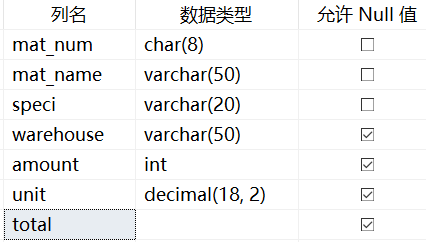 列名 数据类型 允许 Null 值
mat_num char(8)
mat_name varchar(50)
speci varchar(20)
warehouse varchar(50)
amount int
unit decimal(18, 2)
total